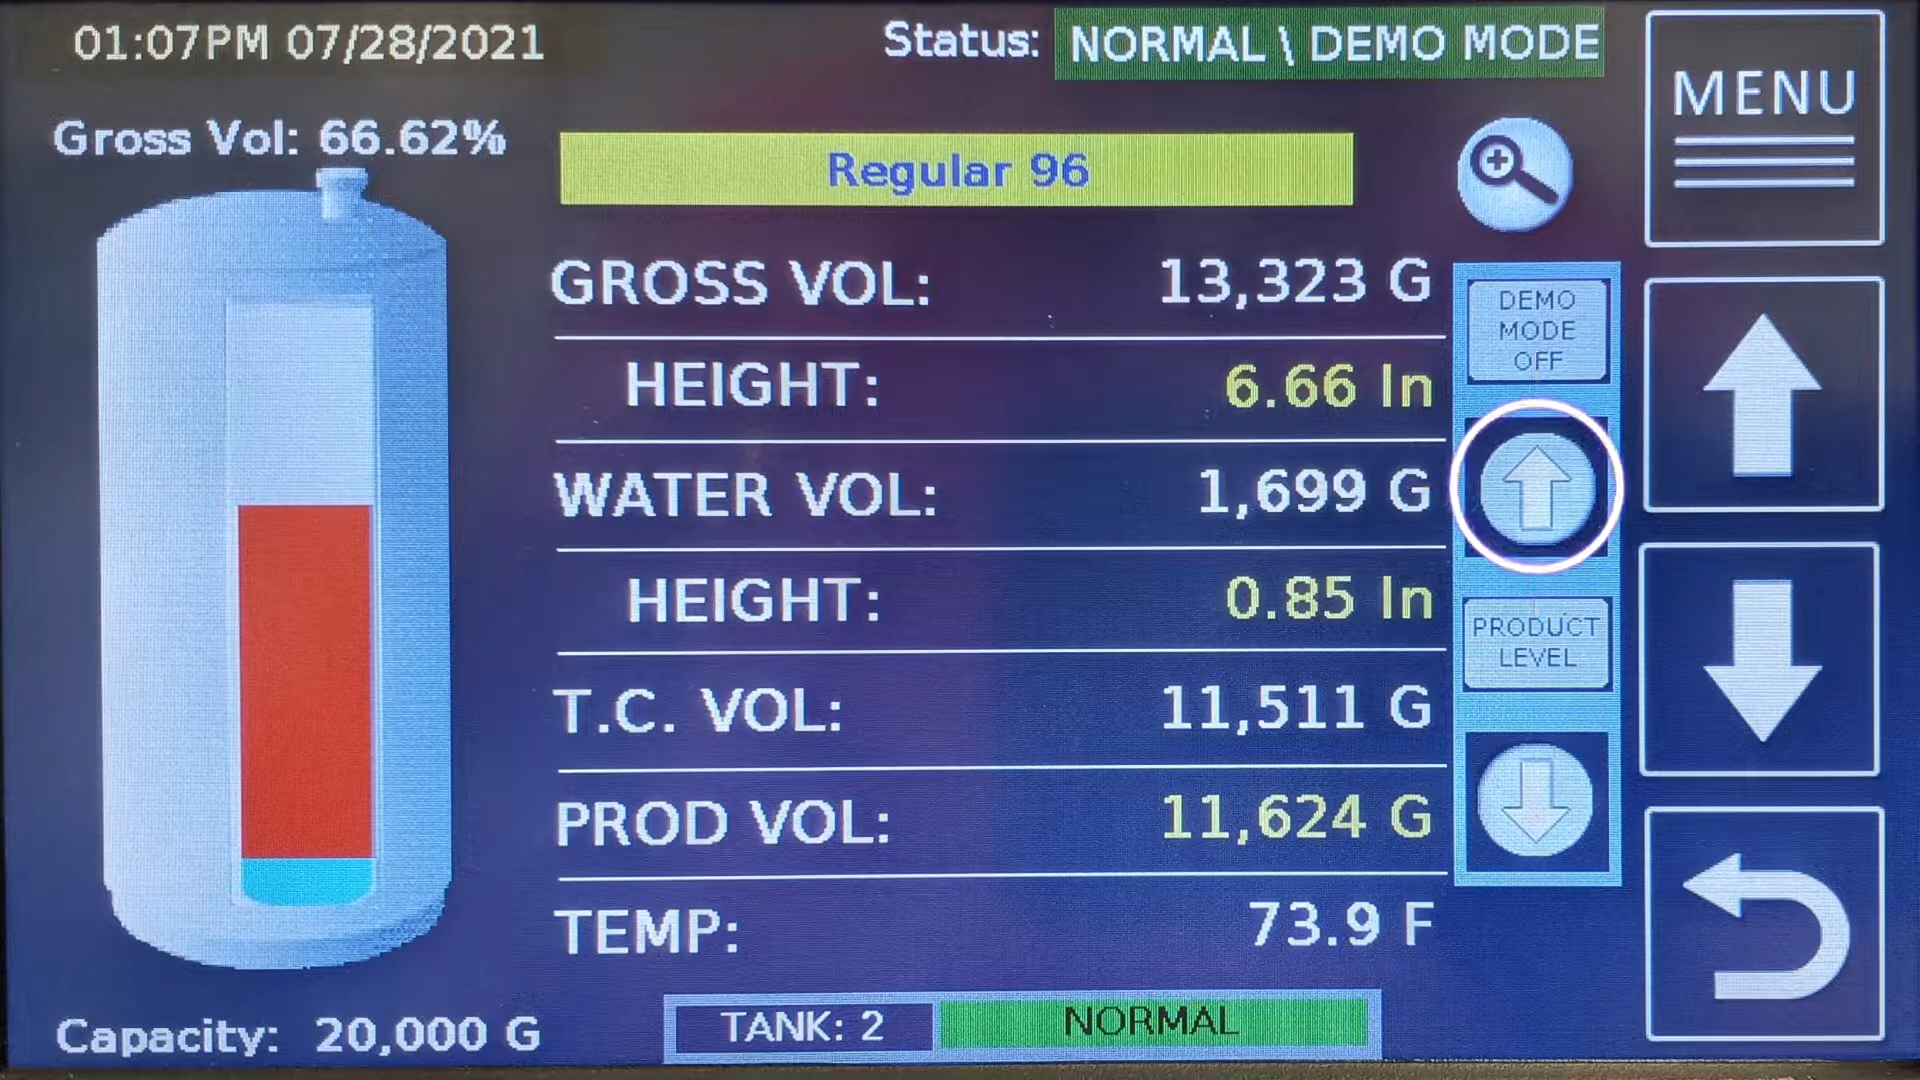 01:07PM 07/28/2021
Status: NORMAL \ DEMO MODE
MENU
Gross Vol: 66.62%
Regular 96
GROSS VOL: 13,323 G
HEIGHT: 6.66 In
WATER VOL: 1,699 G
HEIGHT: 0.85 In
T.C. VOL: 11,511 G
PROD VOL: 11,624 G
TEMP: 73.9 F
DEMO
MODE
OFF
PRODUCT
LEVEL
Capacity: 20,000 G
TANK: 2 NORMAL